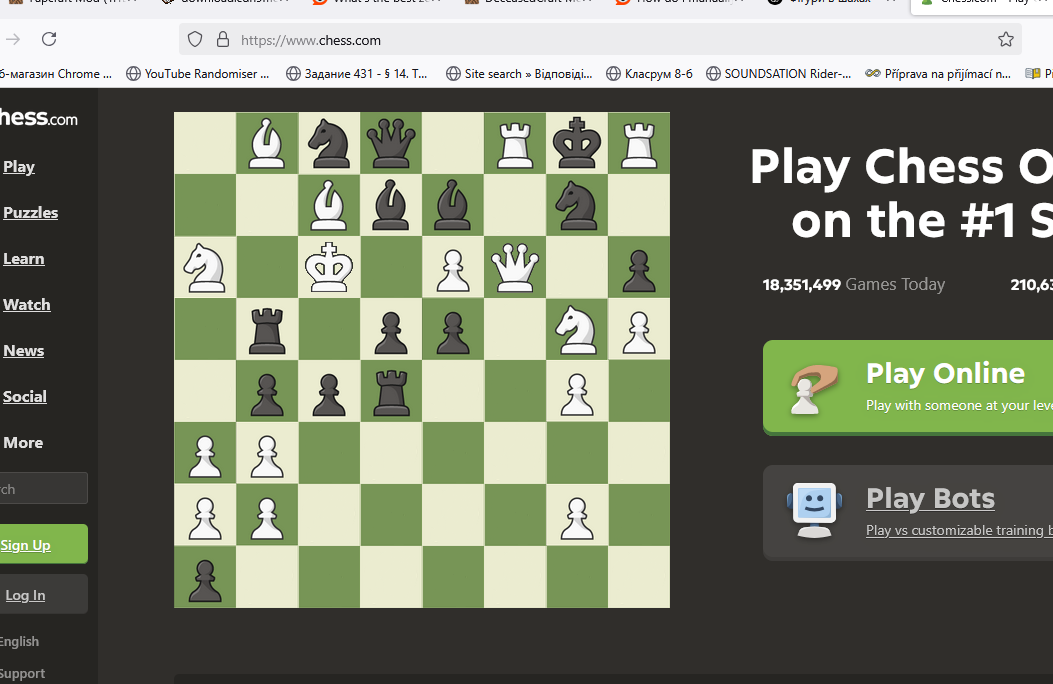 https://www.chess.com
YouTube Randomiser ...
Задание 431 - § 14. Т...
Site search » Відповіді...
Класрум 8-б
SOUNDSATION Rider-...
Příprava na přijímací n...
б-магазин Chrome ...
hess.com
Play
Puzzles
Learn
Watch
News
Social
More
rch
Sign Up
Log In
English
Support
Play Chess O
on the #1 S
18,351,499 Games Today
210,63
Play Online
Play with someone at your leve
Play Bots
Play vs customizable training b